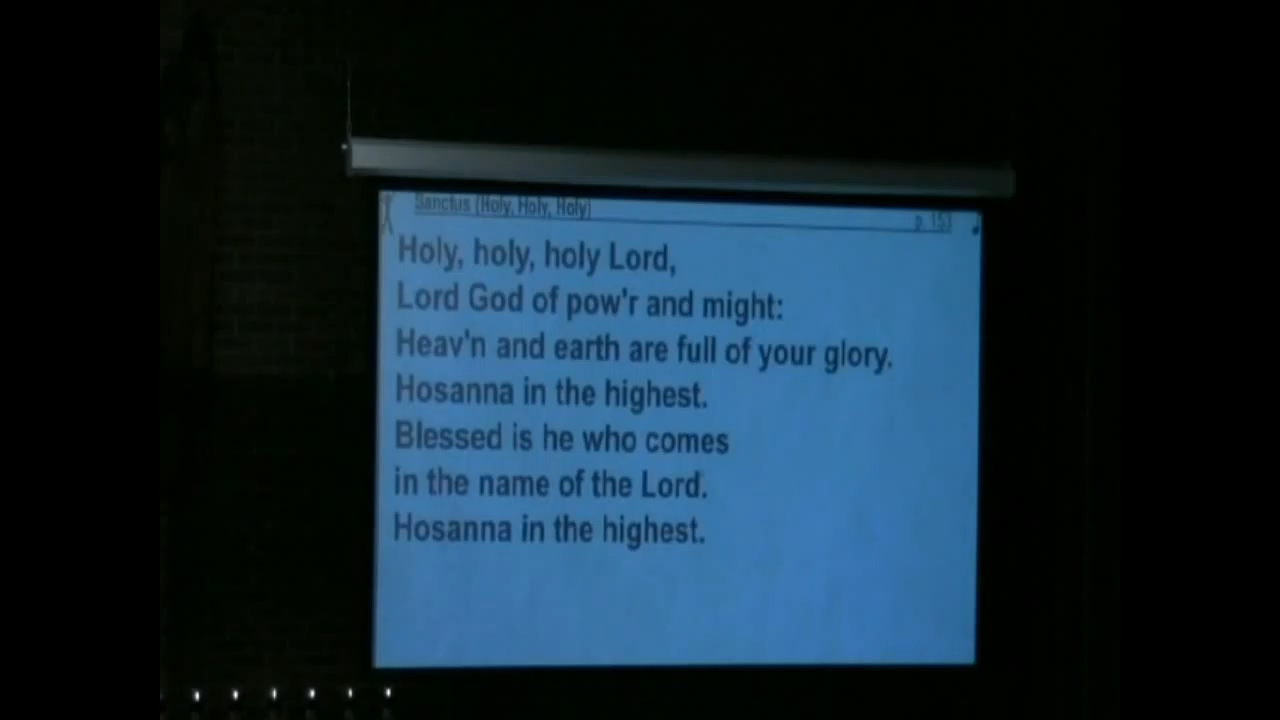 Sanctus (Holy, Holy, Holy)
p. 153
Holy, holy, holy Lord,
Lord God of pow'r and might:
Heav'n and earth are full of your glory.
Hosanna in the highest.
Blessed is he who comes
in the name of the Lord.
Hosanna in the highest.